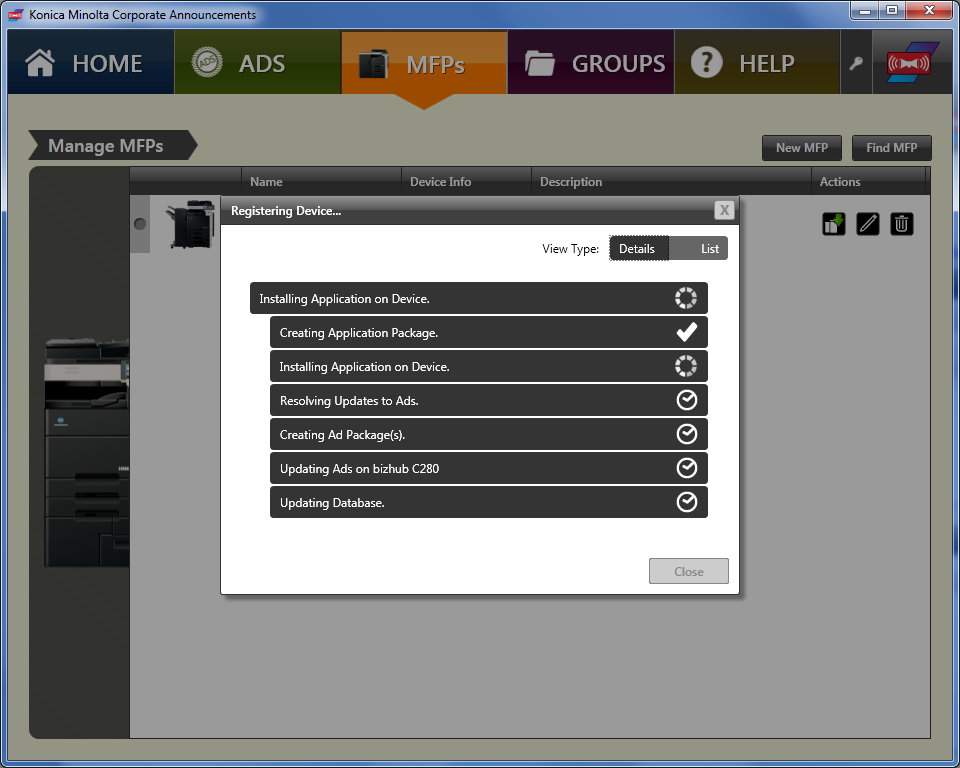 Konica Minolta Corporate Announcements
HOME
ADS
ADS
MFPs
GROUPS
? HELP
Manage MFPs
New MFP
Find MFP
Name
Device Info
Description
Actions
Registering Device...
X
View Type:
Details
List
Installing Application on Device.
Creating Application Package.
Installing Application on Device.
Resolving Updates to Ads.
Creating Ad Package(s).
Updating Ads on bizhub C280
Updating Database.
Close